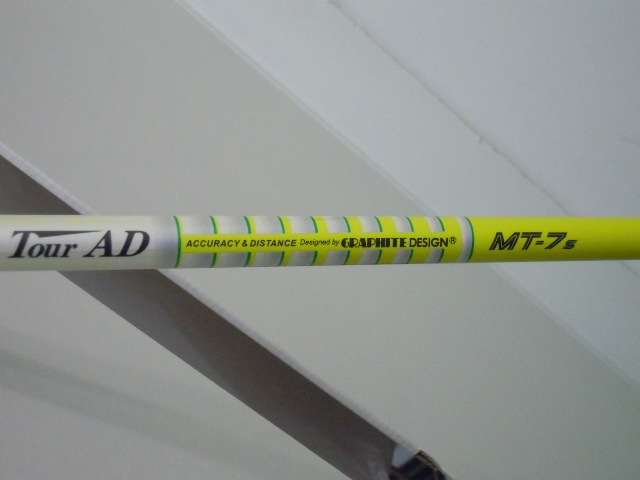 Tour AD ACCURACY & DISTANCE Designed by GRAPHITE DESIGN® MT-7s